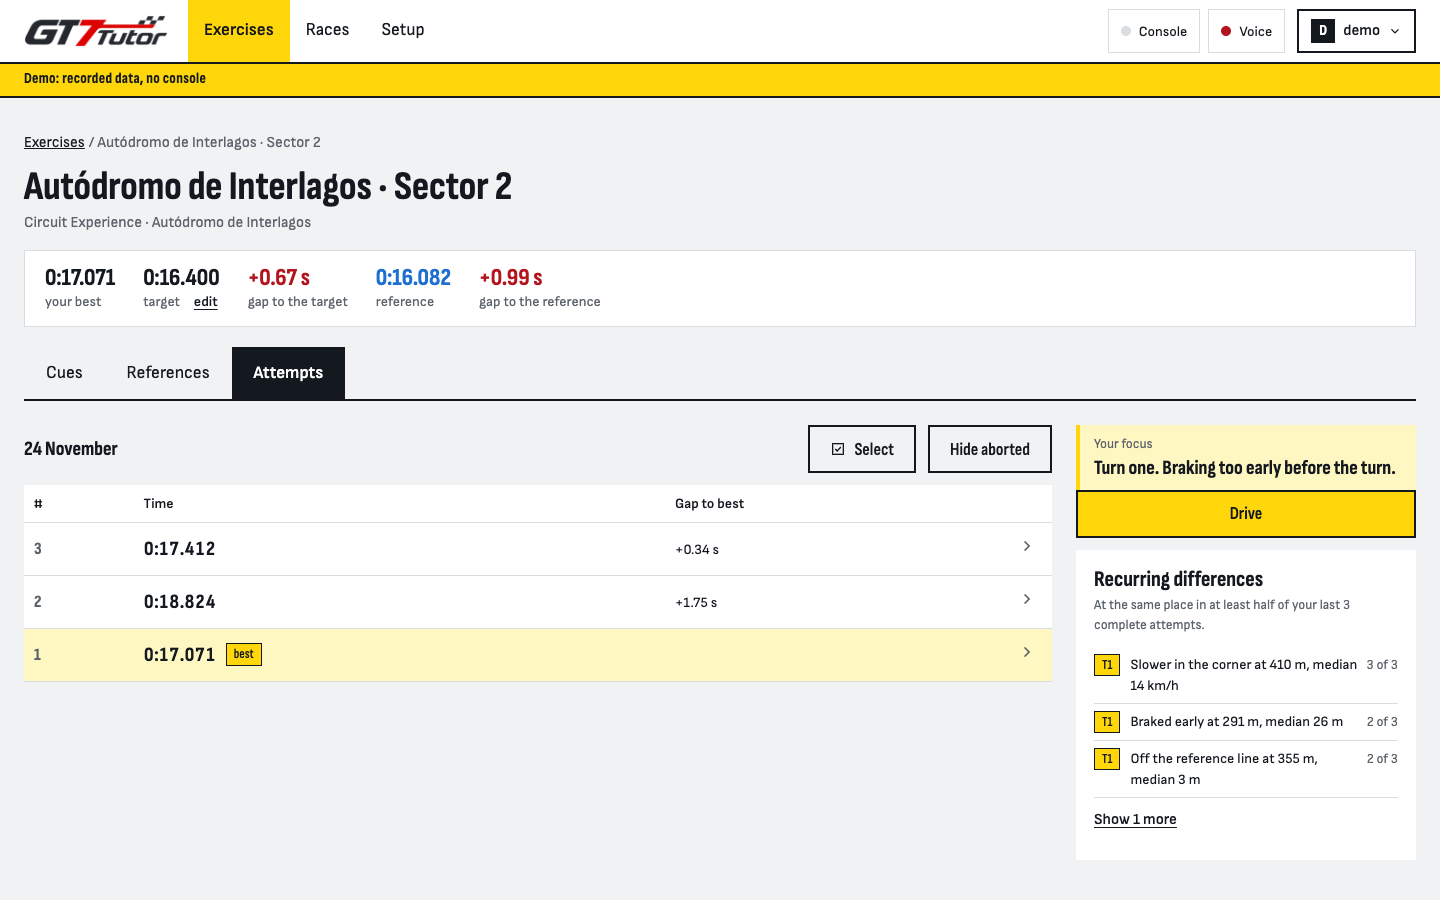 GT7Tutor
Exercises
Races
Setup
Console
Voice
D
demo
Demo: recorded data, no console
Exercises / Autódromo de Interlagos · Sector 2
Autódromo de Interlagos · Sector 2
Circuit Experience · Autódromo de Interlagos
0:17.071
your best
0:16.400
target edit
+0.67 s
gap to the target
0:16.082
reference
+0.99 s
gap to the reference
Cues
References
Attempts
24 November
Select
Hide aborted
# Time Gap to best
3 0:17.412 +0.34 s
2 0:18.824 +1.75 s
1 0:17.071 best
Your focus
Turn one. Braking too early before the turn.
Drive
Recurring differences
At the same place in at least half of your last 3
complete attempts.
T1 Slower in the corner at 410 m, median 3 of 3
14 km/h
T1 Braked early at 291 m, median 26 m 2 of 3
T1 Off the reference line at 355 m, 2 of 3
median 3 m
Show 1 more